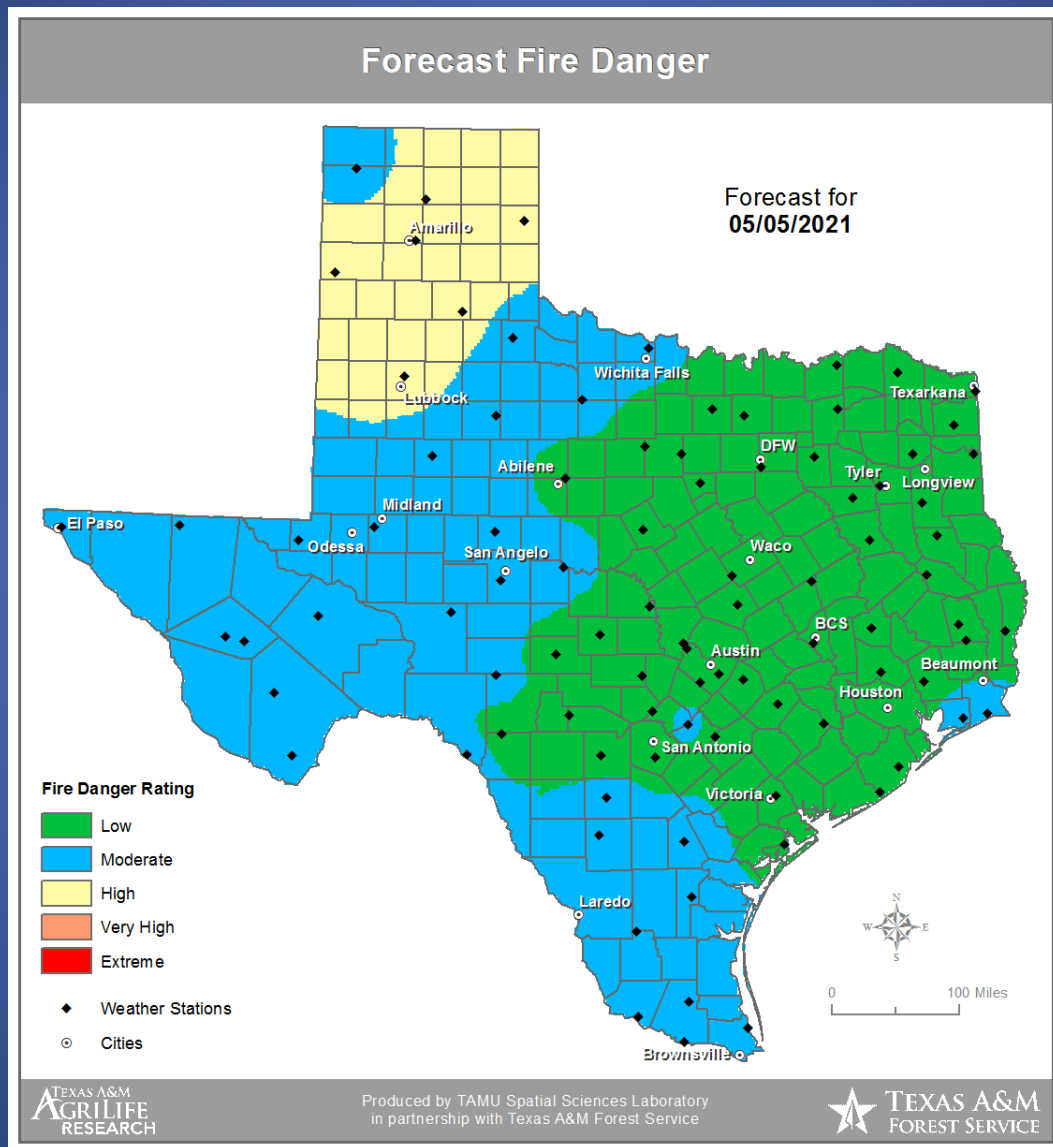 Forecast Fire Danger
Forecast for
05/05/2021
Amarillo
Wichita Falls
Lubbock
Texarkana
DFW
Abilene
Tyler
Longview
Midland
El Paso
Odessa
San Angelo
Waco
BCS
Austin
Beaumont
Houston
San Antonio
Victoria
Laredo
Brownsville
Fire Danger Rating
Low
Moderate
High
Very High
Extreme
Weather Stations
Cities
N
W E
S
0 100 Miles
TEXAS A&M
AGRILIFE
RESEARCH
Produced by TAMU Spatial Sciences Laboratory
in partnership with Texas A&M Forest Service
TEXAS A&M
FOREST SERVICE